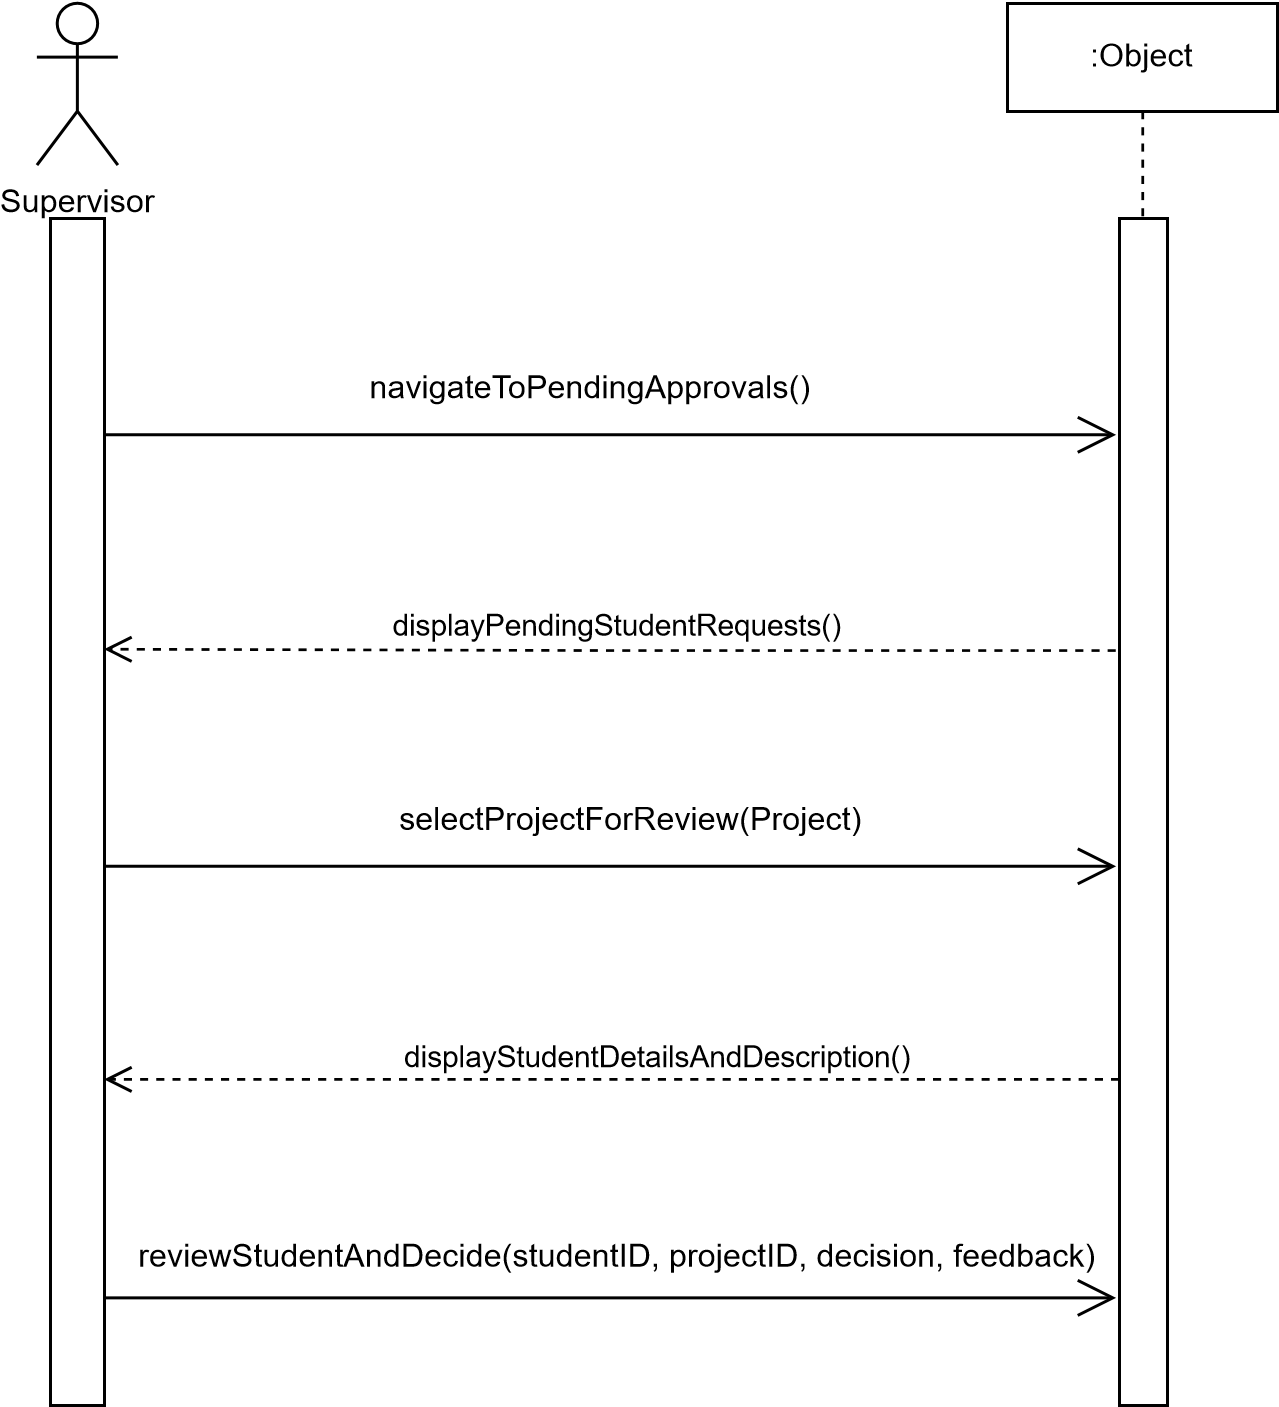 :Object
Supervisor
navigateToPendingApprovals()
displayPendingStudentRequests()
selectProjectForReview(Project)
displayStudentDetailsAndDescription()
reviewStudentAndDecide(studentID, projectID, decision, feedback)